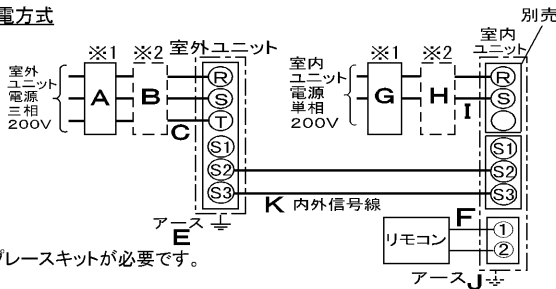 電方式
別売
※1
※2
室外ユニット
※1
※2
室内
ユニット
室外
ユニット
電源
三相
200V
A
B
C
R
S
T
S1
S2
S3
室内
ユニット
電源
単相
200V
G
H
I
R
S
S1
S2
S3
K 内外信号線
アース
E
リモコン
F
1
2
プレースキットが必要です。
アース J